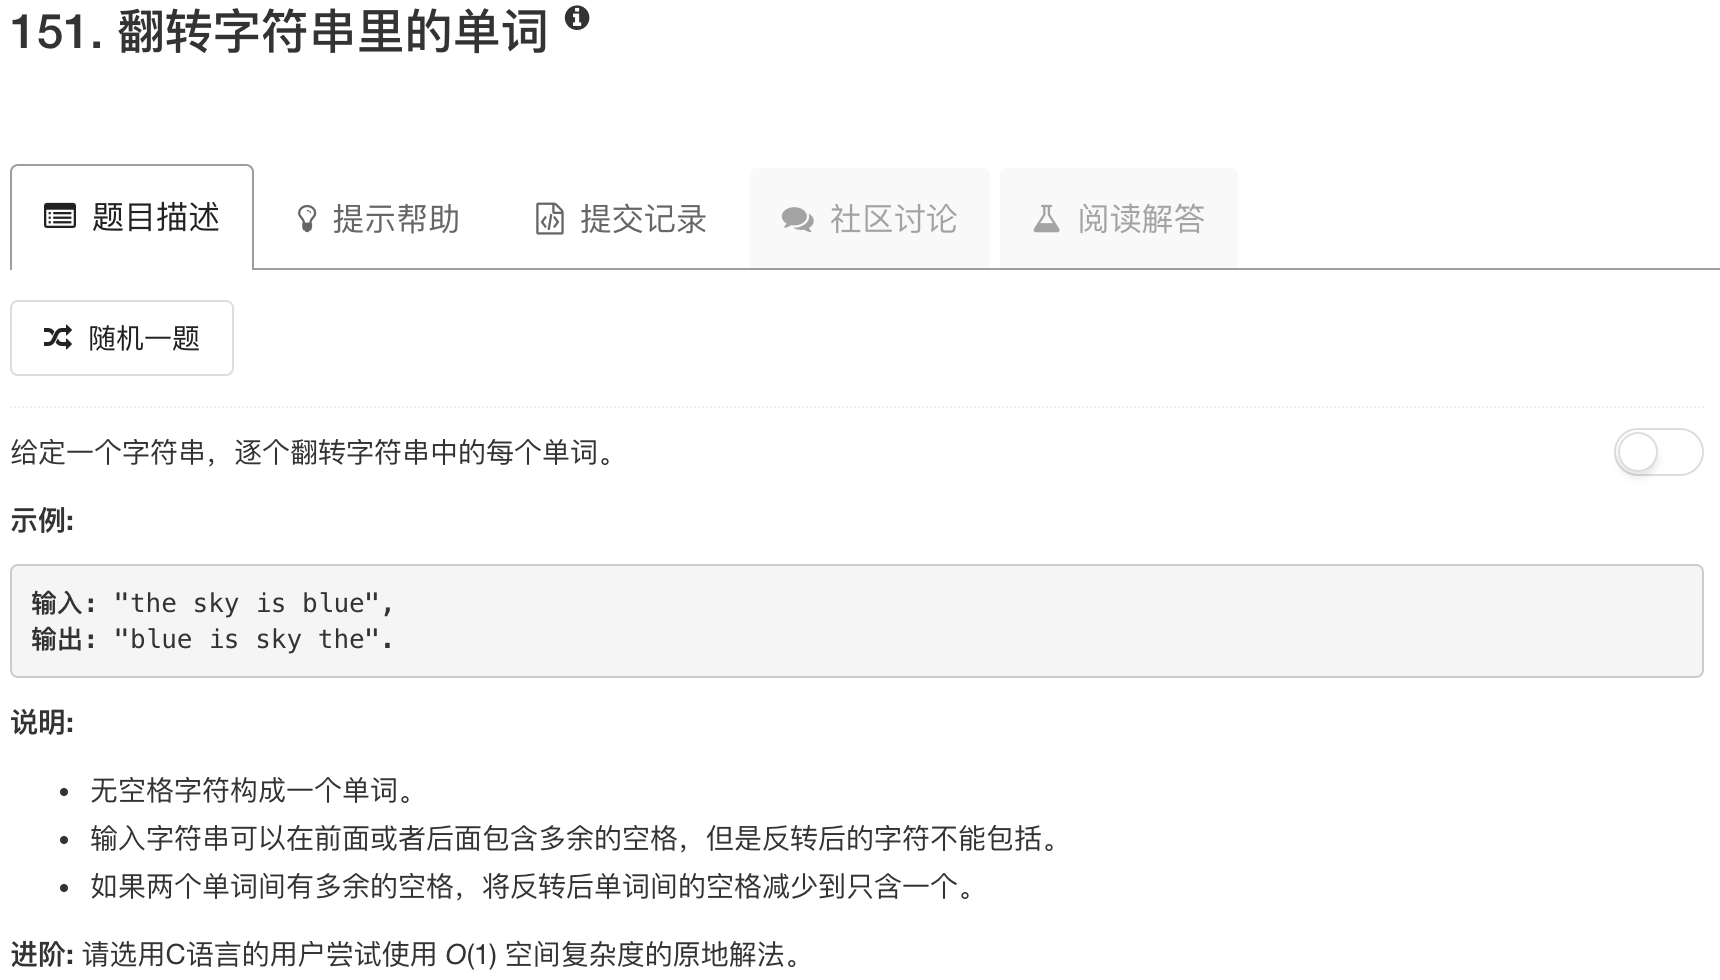 151. 翻转字符串里的单词
题目描述
提示帮助
提交记录
社区讨论
阅读解答
随机一题
给定一个字符串，逐个翻转字符串中的每个单词。
示例:
输入: "the sky is blue",
输出: "blue is sky the".
说明:
• 无空格字符构成一个单词。
• 输入字符串可以在前面或者后面包含多余的空格，但是反转后的字符不能包括。
• 如果两个单词间有多余的空格，将反转后单词间的空格减少到只含一个。
进阶: 请选用C语言的用户尝试使用 O(1) 空间复杂度的原地解法。